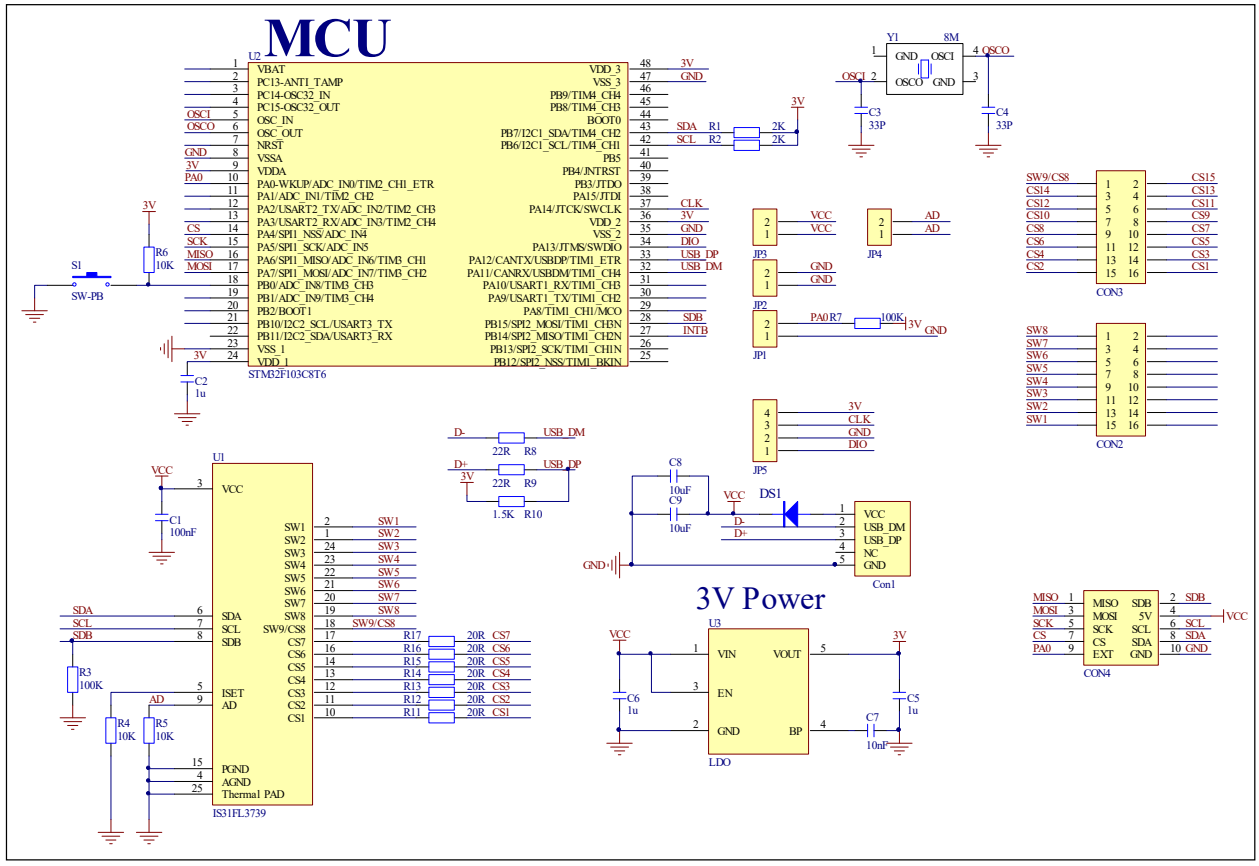 MCU
U2
1 VBAT
2 PC13-ANTI_TAMP
3 PC14-OSC32_IN
4 PC15-OSC32_OUT
OSCI 5 OSC_IN
OSCO 6 OSC_OUT
7 NRST
GND 8 VSSA
3V 9 VDDA
PA0 10 PA0-WKUP/ADC_IN0/TIM2_CH1_ETR
11 PA1/ADC_IN1/TIM2_CH2
12 PA2/USART2_TX/ADC_IN2/TIM2_CH3
13 PA3/USART2_RX/ADC_IN3/TIM2_CH4
CS 14 PA4/SPI1_NSS/ADC_IN4
SCK 15 PA5/SPI1_SCK/ADC_IN5
MISO 16 PA6/SPI1_MISO/ADC_IN6/TIM3_CH1
MOSI 17 PA7/SPI1_MOSI/ADC_IN7/TIM3_CH2
18 PB0/ADC_IN8/TIM3_CH3
19 PB1/ADC_IN9/TIM3_CH4
20 PB2/BOOT1
21 PB10/I2C2_SCL/USART3_TX
22 PB11/I2C2_SDA/USART3_RX
23 VSS_1
3V 24 VDD_1
STM32F103C8T6
VDD_3 48 3V
VSS_3 47 GND
PB9/TIM4_CH4 46
PB8/TIM4_CH3 45
BOOT0 44
PB7/I2C1_SDA/TIM4_CH2 43 SDA R1 2K
PB6/I2C1_SCL/TIM4_CH1 42 SCL R2 2K
3V
PB5 41
PB4/JNTRST 40
PB3/JTDO 39
PA15/JTDI 38
PA14/JTCK/SWCLK 37 CLK
VDD_2 36 3V
VSS_2 35 GND
PA13/JTMS/SWDIO 34 DIO
PA12/CANTX/USBDP/TIM1_ETR 33 USB_DP
PA11/CANRX/USBDM/TIM1_CH4 32 USB_DM
PA10/USART1_RX/TIM1_CH3 31
PA9/USART1_TX/TIM1_CH2 30
PA8/TIM1_CH1/MCO 29
PB15/SPI2_MOSI/TIM1_CH3N 28 SDB
PB14/SPI2_MISO/TIM1_CH2N 27 INTB
PB13/SPI2_SCK/TIM1_CH1N 26
PB12/SPI2_NSS/TIM1_BKIN 25
3V
R6
10K
S1
SW-PB
C2
1u
Y1 8M
1 GND OSCI 4 OSCO
OSCI 2 OSCO GND 3
C3
33P
C4
33P
2 VCC
1 VCC
JP3
2 AD
1 AD
JP4
2 GND
1 GND
JP2
2 PA0 R7 100K 3V
1 GND
JP1
4 3V
3 CLK
2 GND
1 DIO
JP5
SW9/CS8 1 2 CS15
CS14 3 4 CS13
CS12 5 6 CS11
CS10 7 8 CS9
CS8 9 10 CS7
CS6 11 12 CS5
CS4 13 14 CS3
CS2 15 16 CS1
CON3
SW8 1 2
SW7 3 4
SW6 5 6
SW5 7 8
SW4 9 10
SW3 11 12
SW2 13 14
SW1 15 16
CON2
D- 22R R8 USB_DM
D+ 22R R9 USB_DP
3V
1.5K R10
C8
10uF
C9
10uF
VCC
DS1
D-
D+
GND
1 VCC
2 USB_DM
3 USB_DP
4 NC
5 GND
Con1
U1
VCC
C1
100nF
3 VCC
SDA 6 SDA
SCL 7 SCL
SDB 8 SDB
R3
100K
5 ISET
AD 9 AD
R4
10K
R5
10K
15 PGND
4 AGND
25 Thermal PAD
IS31FL3739
SW1 2 SW1
SW2 1 SW2
SW3 24 SW3
SW4 23 SW4
SW5 22 SW5
SW6 21 SW6
SW7 20 SW7
SW8 19 SW8
SW9/CS8 18 SW9/CS8
CS7 17 R17 20R CS7
CS6 16 R16 20R CS6
CS5 14 R15 20R CS5
CS4 13 R14 20R CS4
CS3 12 R13 20R CS3
CS2 11 R12 20R CS2
CS1 10 R11 20R CS1
3V Power
U3
VCC
1 VIN VOUT 5
3V
3 EN
2 GND BP 4
LDO
C6
1u
C5
1u
C7
10nF
MISO 1 MISO SDB 2 SDB
MOSI 3 MOSI 5V 4 VCC
SCK 5 SCK SCL 6 SCL
CS 7 CS SDA 8 SDA
PA0 9 EXT GND 10 GND
CON4